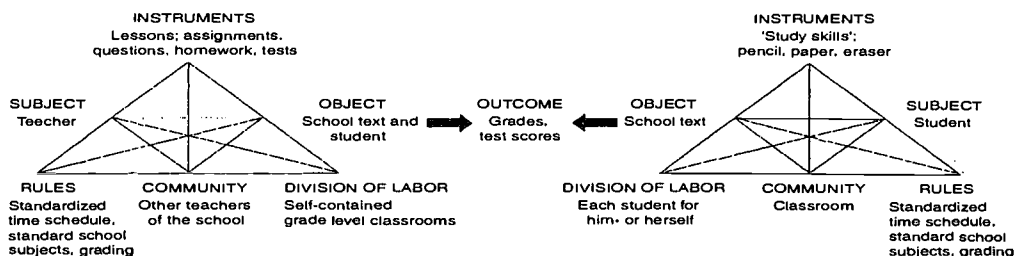 INSTRUMENTS
Lessons; assignments,
questions, homework, tests
SUBJECT
Teecher
OBJECT
School text and
student
RULES
Standardized
time schedule,
standard school
subjects, grading
COMMUNITY
Other teachers
of the school
DIVISION OF LABOR
Self-contained
grade level classrooms
OUTCOME
Grades,
test scores
INSTRUMENTS
'Study skills';
pencil, paper, eraser
OBJECT
School text
SUBJECT
Student
DIVISION OF LABOR
Each student for
him- or herself
COMMUNITY
Classroom
RULES
Standardized
time schedule,
standard school
subjects, grading